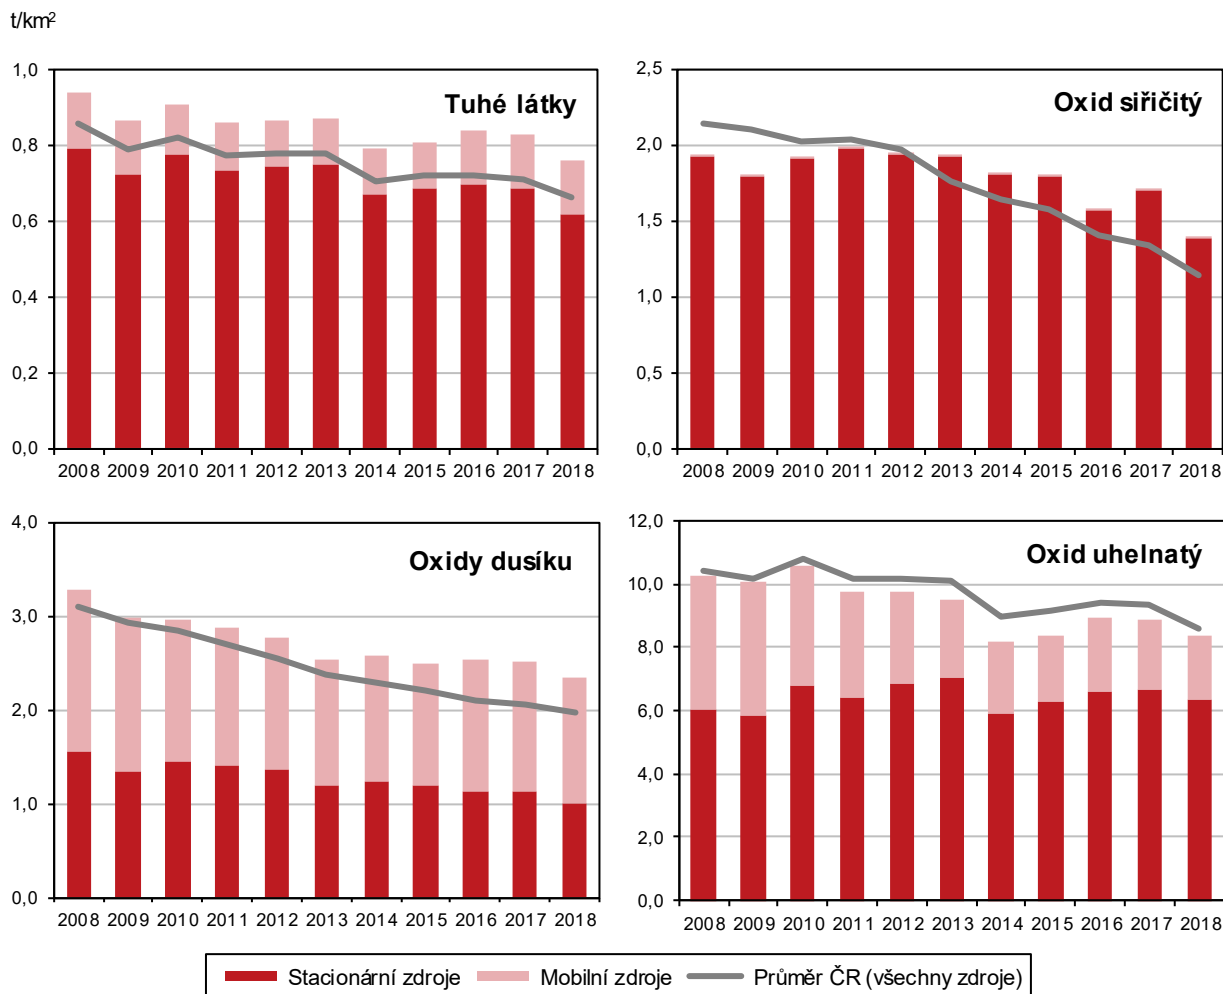 t/km²
Tuhé látky
1,0
0,8
0,6
0,4
0,2
0,0
2008 2009 2010 2011 2012 2013 2014 2015 2016 2017 2018
Oxid siřičitý
2,5
2,0
1,5
1,0
0,5
0,0
2008 2009 2010 2011 2012 2013 2014 2015 2016 2017 2018
Oxidy dusíku
4,0
3,0
2,0
1,0
0,0
2008 2009 2010 2011 2012 2013 2014 2015 2016 2017 2018
Oxid uhelnatý
12,0
10,0
8,0
6,0
4,0
2,0
0,0
2008 2009 2010 2011 2012 2013 2014 2015 2016 2017 2018
Stacionární zdroje Mobilní zdroje Průměr ČR (všechny zdroje)